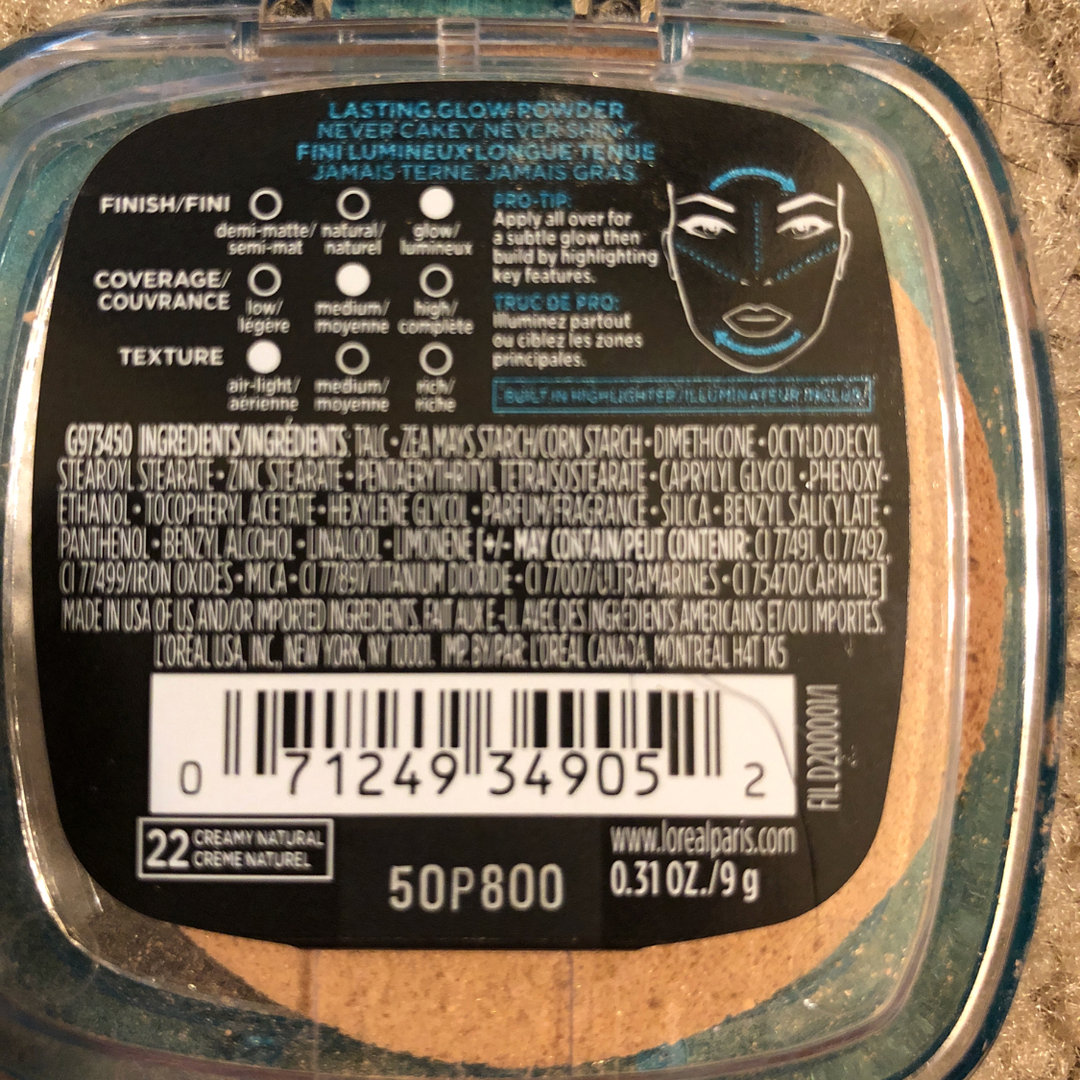 LASTING GLOW POWDER
NEVER CAKEY. NEVER SHINY.
FINI LUMINEUX LONGUE TENUE
JAMAIS TERNE. JAMAIS GRAS.
FINISH/FINI
demi-matte/ natural/ glow/
semi-mat naturel lumineux
COVERAGE/
COUVRANCE
low/ medium/ high/
légère moyenne complète
TEXTURE
air-light/ medium/ rich/
aérienne moyenne riche
PRO-TIP:
Apply all over for
a subtle glow then
build by highlighting
key features.
TRUC DE PRO:
Illuminez partout
ou ciblez les zones
principales.
BUILT IN HIGHLIGHTER/ILLUMINATEUR INCLUS
G973450 INGREDIENTS/INGRÉDIENTS: TALC • ZEA MAYS STARCH/CORN STARCH • DIMETHICONE • OCTYLDODECYL
STEAROYL STEARATE • ZINC STEARATE • PENTAERYTHRITYL TETRAISOSTEARATE • CAPRYLYL GLYCOL • PHENOXY-
ETHANOL • TOCOPHERYL ACETATE • HEXYLENE GLYCOL • PARFUM/FRAGRANCE • SILICA • BENZYL SALICYLATE •
PANTHENOL • BENZYL ALCOHOL • LINALOOL • LIMONENE [+/- MAY CONTAIN/PEUT CONTENIR: CI 77491, CI 77492,
CI 77499/IRON OXIDES • MICA • CI 77891/TITANIUM DIOXIDE • CI 77007/ULTRAMARINES • CI 75470/CARMINE]
MADE IN USA OF US AND/OR IMPORTED INGREDIENTS. FAIT AUX É.-U. AVEC DES INGRÉDIENTS AMÉRICAINS ET/OU IMPORTÉS.
L'ORÉAL USA, INC., NEW YORK, NY 10001. MP. BY/PAR: L'ORÉAL CANADA, MONTRÉAL H4T 1K5
0 71249 34905 2
FIL D200001/1
22 CREAMY NATURAL
CRÈME NATUREL
50P800
www.lorealparis.com
0.31 OZ./9 g